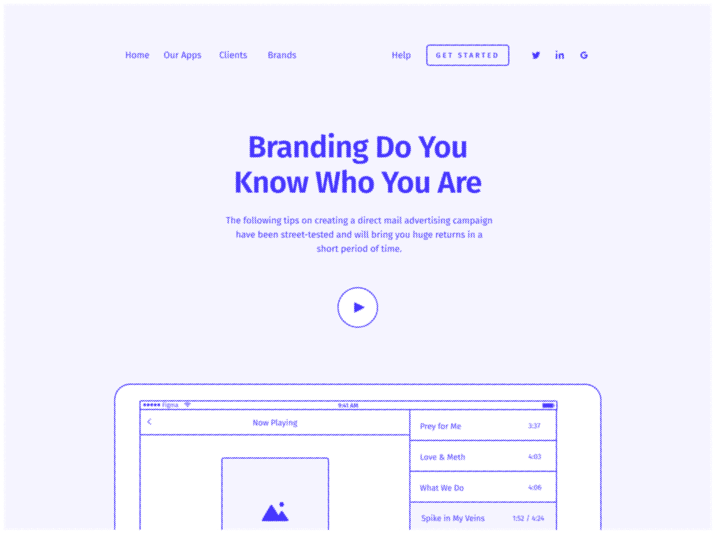 Home Our Apps Clients Brands Help GET STARTED
Branding Do You
Know Who You Are
The following tips on creating a direct mail advertising campaign
have been street-tested and will bring you huge returns in a
short period of time.
Figma 9:41 AM
Now Playing
Prey for Me 3:37
Love & Meth 4:03
What We Do 4:06
Spike in My Veins 1:52 / 4:24